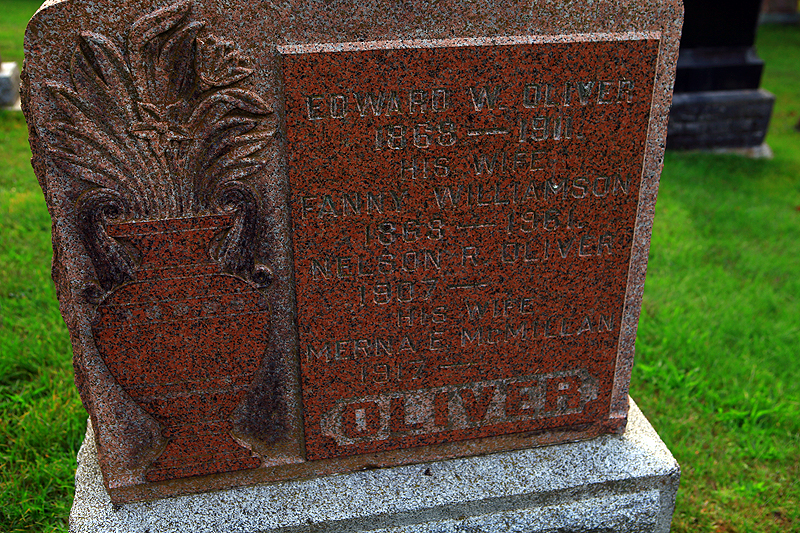 EDWARD W. OLIVER
1868 — 1911.
HIS WIFE
FANNY WILLIAMSON
1868 — 1961.
NELSON R. OLIVER
1907 —
HIS WIFE
MERNA E. MCMILLAN
1917 —
OLIVER